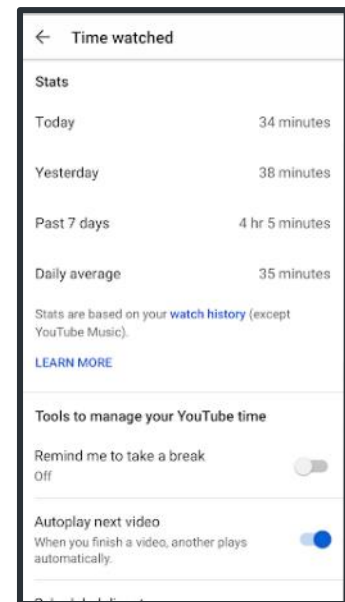 ← Time watched
Stats
Today 34 minutes
Yesterday 38 minutes
Past 7 days 4 hr 5 minutes
Daily average 35 minutes
Stats are based on your watch history (except
YouTube Music).
LEARN MORE
Tools to manage your YouTube time
Remind me to take a break
Off
Autoplay next video
When you finish a video, another plays
automatically.